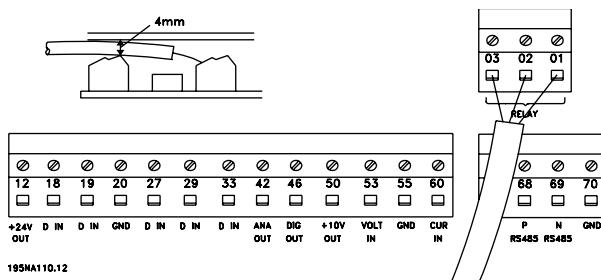 4mm
03 02 01
RELAY
12 18 19 20 27 29 33 42 46 50 53 55 60 68 69 70
+24V OUT D IN D IN GND D IN D IN D IN ANA OUT DIG OUT +10V OUT VOLT IN GND CUR IN P RS485 N RS485 GND
195NA110.12